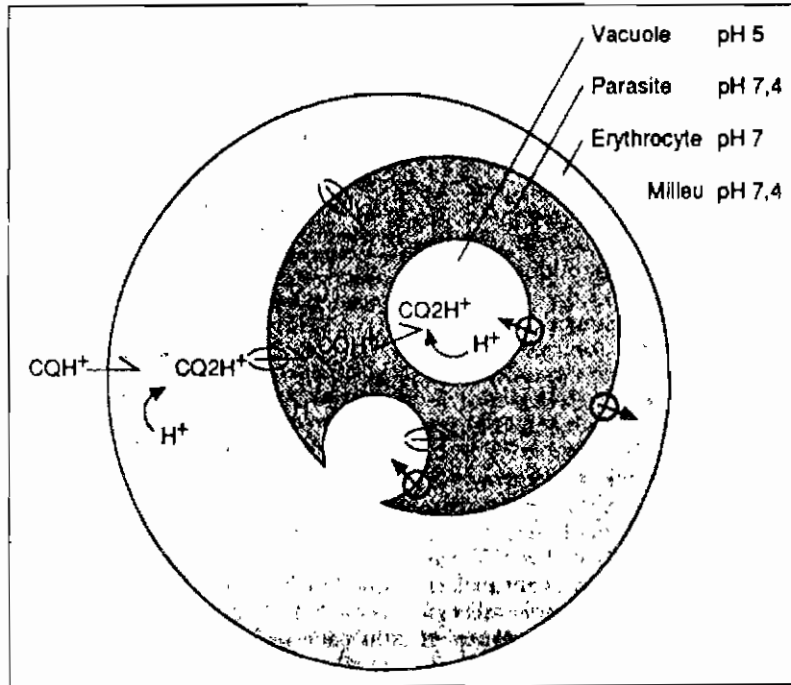 Vacuole pH 5
Parasite pH 7,4
Erythrocyte pH 7
Milieu pH 7,4
CQ2H+
H+
CQH+
CQ2H+
H+